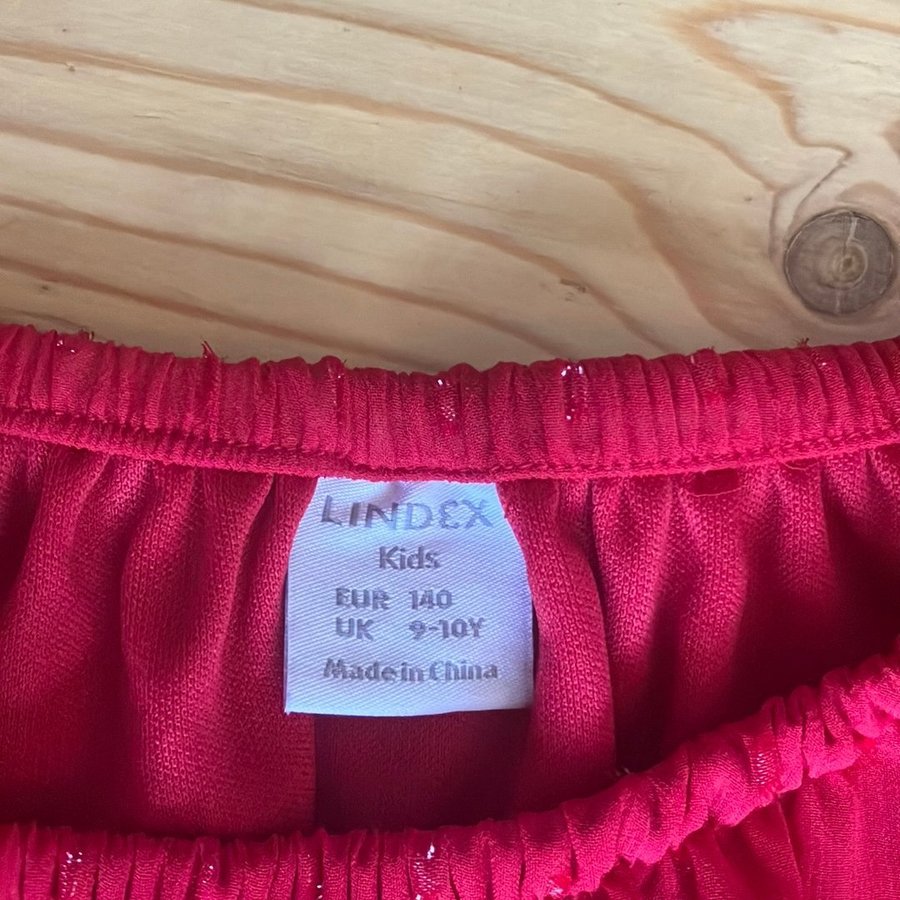 LINDEX
Kids
EUR 140
UK 9-10Y
Made in China